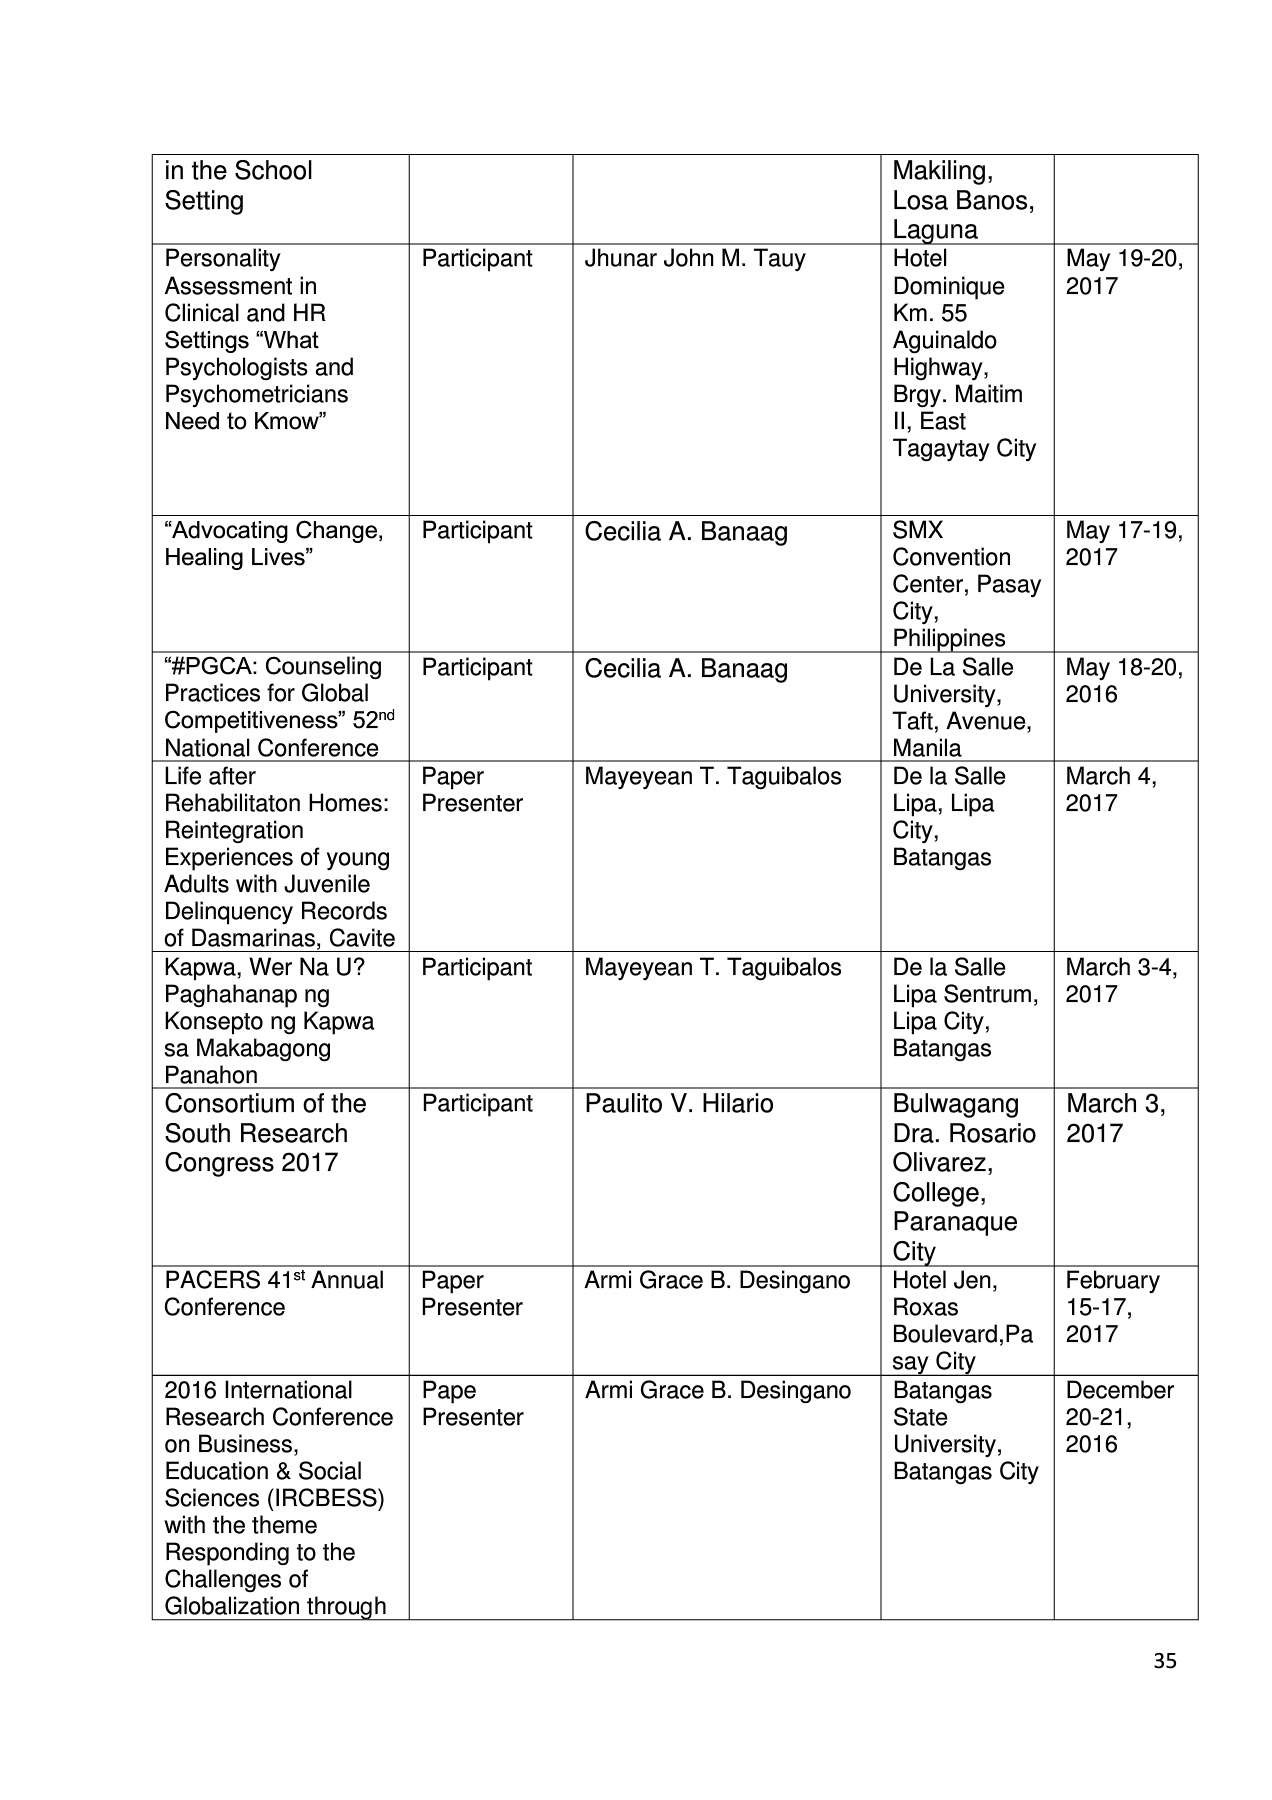 in the School
Setting
Makiling,
Losa Banos,
Laguna
Personality
Assessment in
Clinical and HR
Settings “What
Psychologists and
Psychometricians
Need to Kmow”
Participant
Jhunar John M. Tauy
Hotel
Dominique
Km. 55
Aguinaldo
Highway,
Brgy. Maitim
II, East
Tagaytay City
May 19-20,
2017
“Advocating Change,
Healing Lives”
Participant
Cecilia A. Banaag
SMX
Convention
Center, Pasay
City,
Philippines
May 17-19,
2017
“#PGCA: Counseling
Practices for Global
Competitiveness” 52nd
National Conference
Participant
Cecilia A. Banaag
De La Salle
University,
Taft, Avenue,
Manila
May 18-20,
2016
Life after
Rehabilitaton Homes:
Reintegration
Experiences of young
Adults with Juvenile
Delinquency Records
of Dasmarinas, Cavite
Paper
Presenter
Mayeyean T. Taguibalos
De la Salle
Lipa, Lipa
City,
Batangas
March 4,
2017
Kapwa, Wer Na U?
Paghahanap ng
Konsepto ng Kapwa
sa Makabagong
Panahon
Participant
Mayeyean T. Taguibalos
De la Salle
Lipa Sentrum,
Lipa City,
Batangas
March 3-4,
2017
Consortium of the
South Research
Congress 2017
Participant
Paulito V. Hilario
Bulwagang
Dra. Rosario
Olivarez,
College,
Paranaque
City
March 3,
2017
PACERS 41st Annual
Conference
Paper
Presenter
Armi Grace B. Desingano
Hotel Jen,
Roxas
Boulevard,Pa
say City
February
15-17,
2017
2016 International
Research Conference
on Business,
Education & Social
Sciences (IRCBESS)
with the theme
Responding to the
Challenges of
Globalization through
Pape
Presenter
Armi Grace B. Desingano
Batangas
State
University,
Batangas City
December
20-21,
2016
35